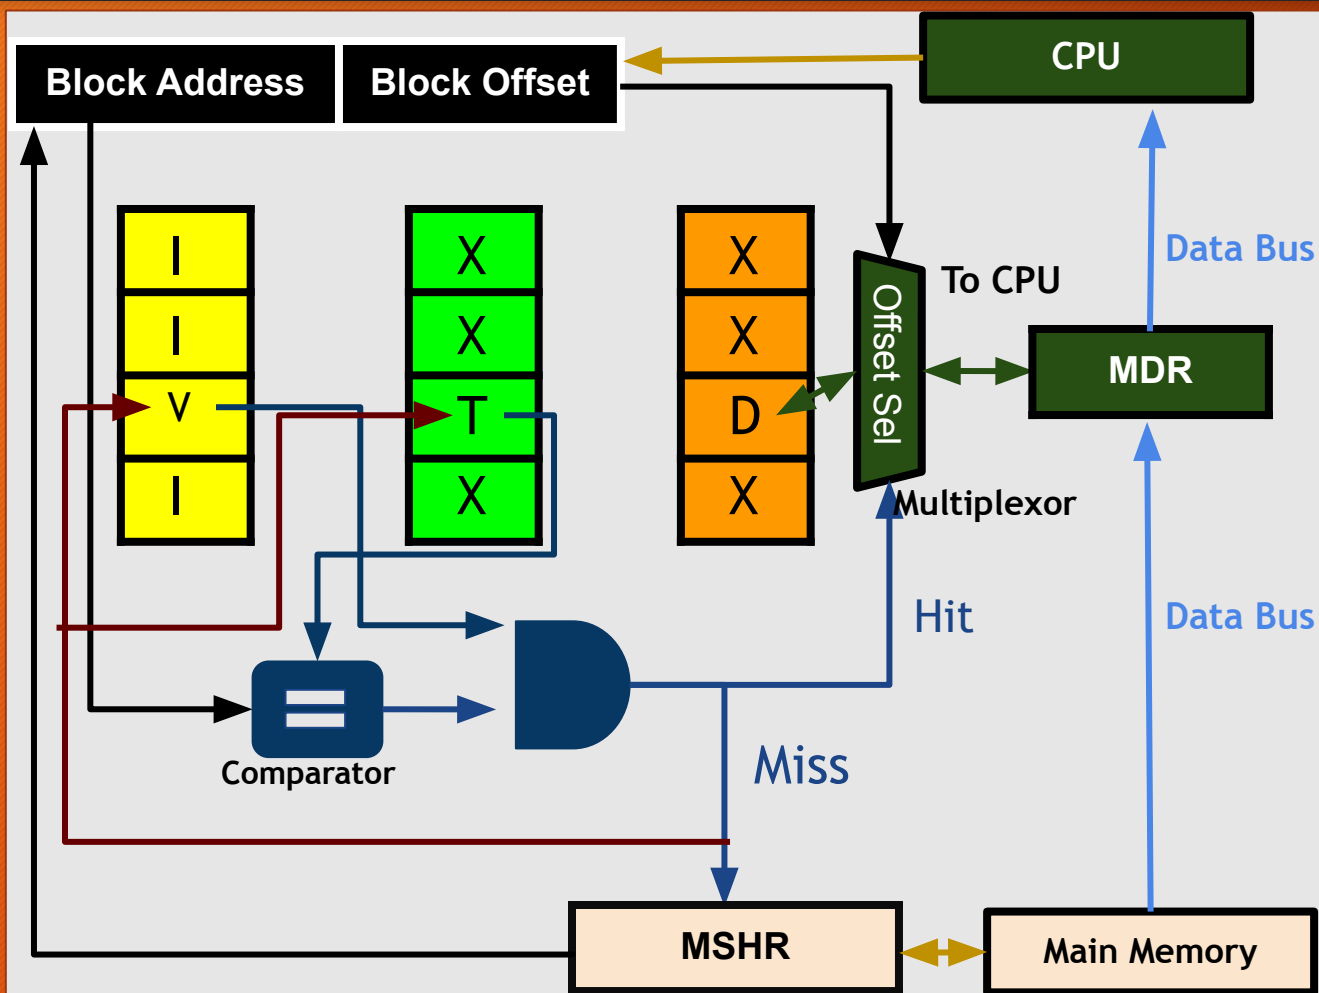 CPU
Block Address
Block Offset
I
X
X
To CPU
Data Bus
I
X
X
Offset Sel
MDR
V
T
D
I
X
X
Multiplexor
Hit
Data Bus
Comparator
Miss
MSHR
Main Memory